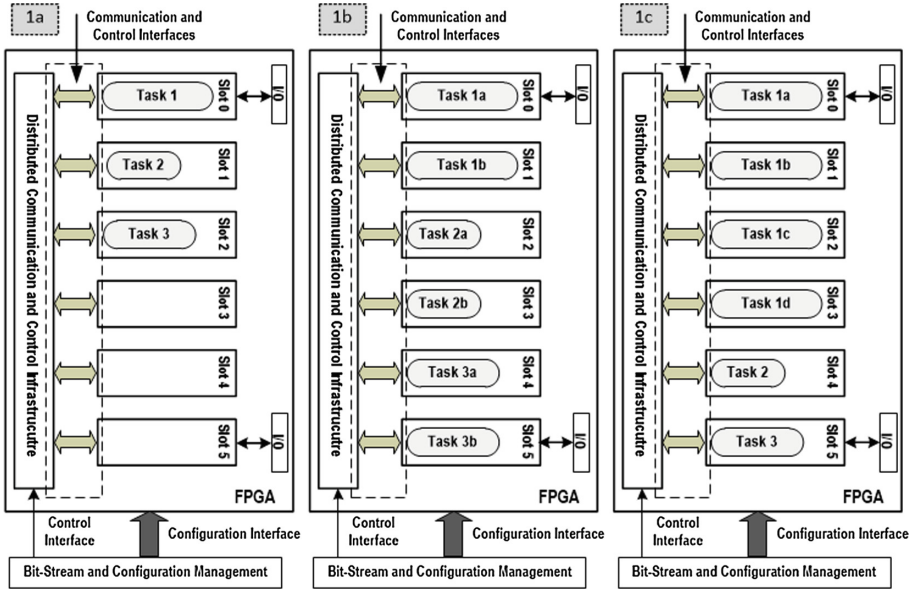 1a
Communication and
Control Interfaces
Distributed Communication and Control Infrastrucutre
Task 1
Slot 0
I/O
Task 2
Slot 1
Task 3
Slot 2
Slot 3
Slot 4
Slot 5
I/O
FPGA
Control
Interface
Configuration Interface
Bit-Stream and Configuration Management
1b
Communication and
Control Interfaces
Distributed Communication and Control Infrastrucutre
Task 1a
Slot 0
I/O
Task 1b
Slot 1
Task 2a
Slot 2
Task 2b
Slot 3
Task 3a
Slot 4
Task 3b
Slot 5
I/O
FPGA
Control
Interface
Configuration Interface
Bit-Stream and Configuration Management
1c
Communication and
Control Interfaces
Distributed Communication and Control Infrastrucutre
Task 1a
Slot 0
I/O
Task 1b
Slot 1
Task 1c
Slot 2
Task 1d
Slot 3
Task 2
Slot 4
Task 3
Slot 5
I/O
FPGA
Control
Interface
Configuration Interface
Bit-Stream and Configuration Management